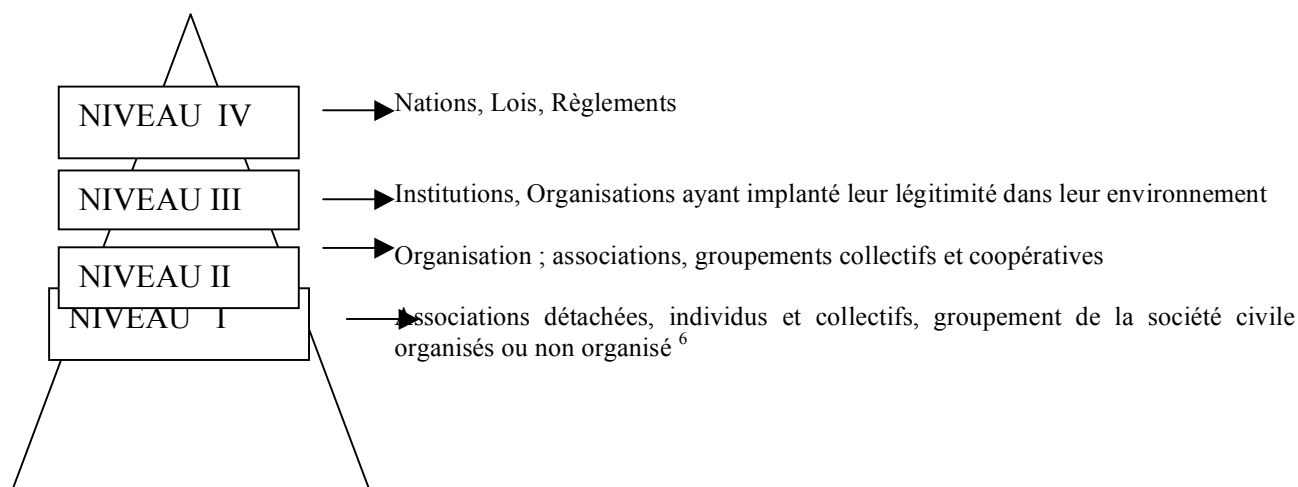 NIVEAU IV
Nations, Lois, Règlements
NIVEAU III
Institutions, Organisations ayant implanté leur légitimité dans leur environnement
NIVEAU II
Organisation ; associations, groupements collectifs et coopératives
NIVEAU I
Associations détachées, individus et collectifs, groupement de la société civile
organisés ou non organisé 6